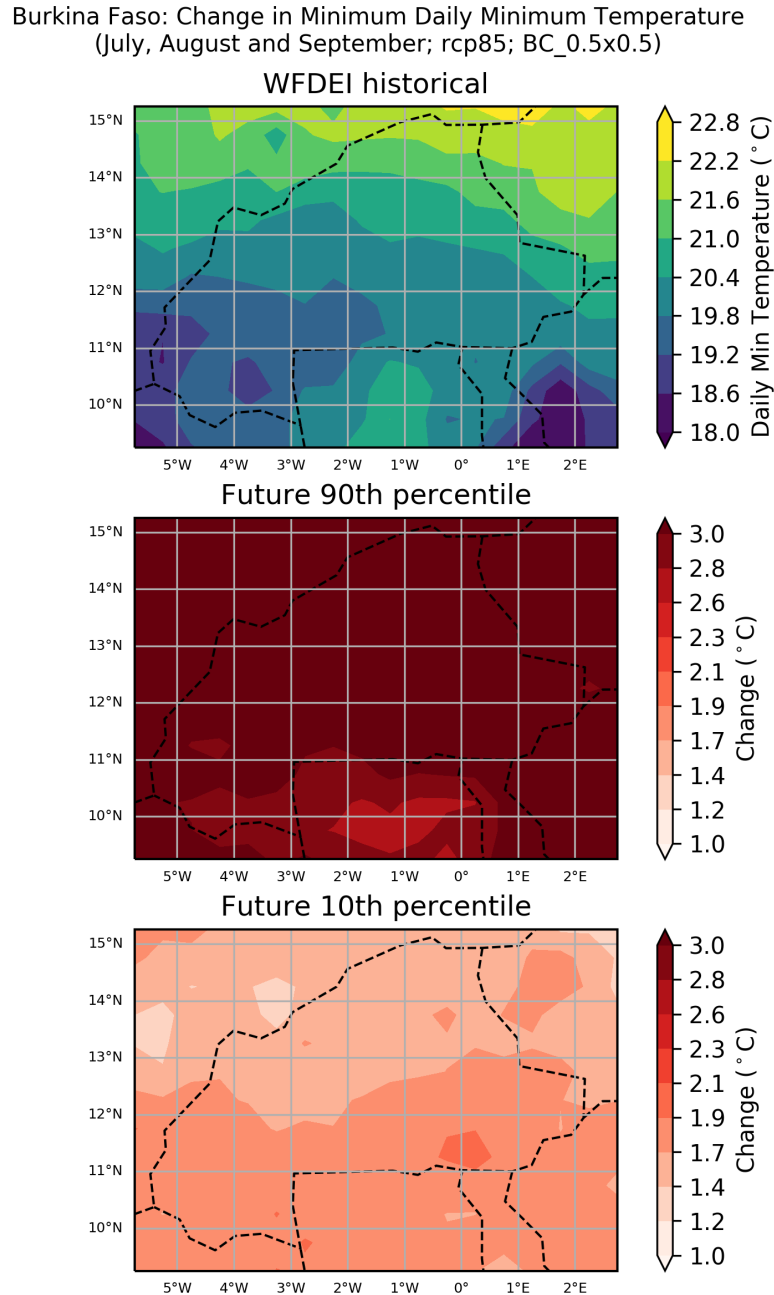 Burkina Faso: Change in Minimum Daily Minimum Temperature
(July, August and September; rcp85; BC_0.5x0.5)
WFDEI historical
15°N
14°N
13°N
12°N
11°N
10°N
5°W 4°W 3°W 2°W 1°W 0° 1°E 2°E
22.8
22.2
21.6
21.0
20.4
19.8
19.2
18.6
18.0
Daily Min Temperature (°C)
Future 90th percentile
15°N
14°N
13°N
12°N
11°N
10°N
5°W 4°W 3°W 2°W 1°W 0° 1°E 2°E
3.0
2.8
2.6
2.3
2.1
1.9
1.7
1.4
1.2
1.0
Change (°C)
Future 10th percentile
15°N
14°N
13°N
12°N
11°N
10°N
5°W 4°W 3°W 2°W 1°W 0° 1°E 2°E
3.0
2.8
2.6
2.3
2.1
1.9
1.7
1.4
1.2
1.0
Change (°C)